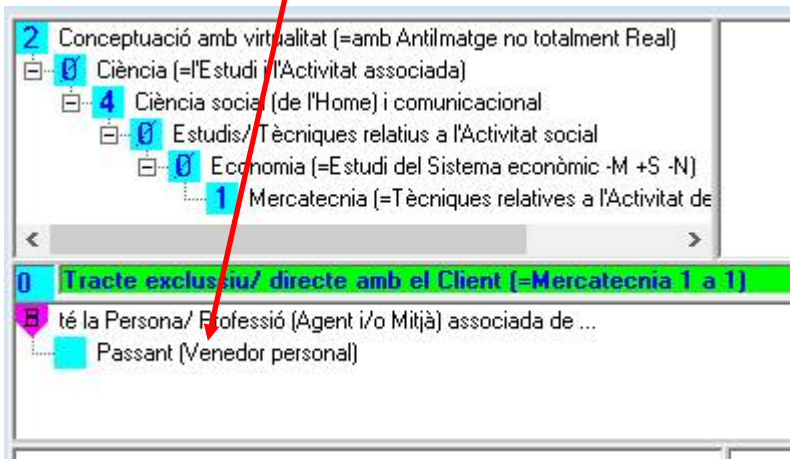 2 Conceptuació amb virtualitat (=amb AntiImatge no totalment Real)
0 Ciència (=l'Estudi i l'Activitat associada)
4 Ciència social (de l'Home) i comunicacional
0 Estudis/ Tècniques relatius a l'Activitat social
0 Economia (=Estudi del Sistema econòmic -M +S -N)
1 Mercatecnia (=Tècniques relatives a l'Activitat de
0 Tracte exclussiu/ directe amb el Client (=Mercatecnia 1 a 1)
H té la Persona/ Professió (Agent i/o Mitjà) associada de ...
Passant (Venedor personal)